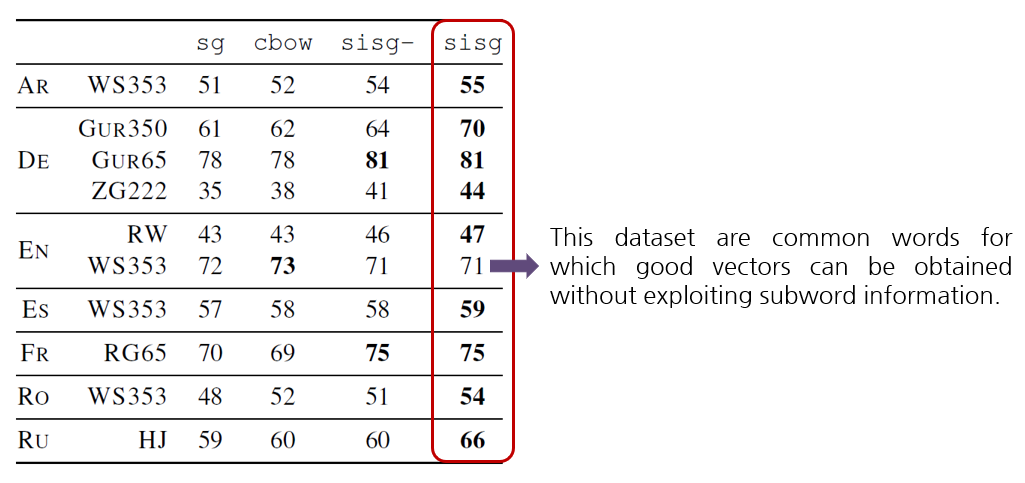 sg cbow sisg- sisg
AR WS353 51 52 54 55
GUR350 61 62 64 70
DE GUR65 78 78 81 81
ZG222 35 38 41 44
RW 43 43 46 47
EN
WS353 72 73 71 71
ES WS353 57 58 58 59
FR RG65 70 69 75 75
RO WS353 48 52 51 54
RU HJ 59 60 60 66
This dataset are common words for
which good vectors can be obtained
without exploiting subword information.